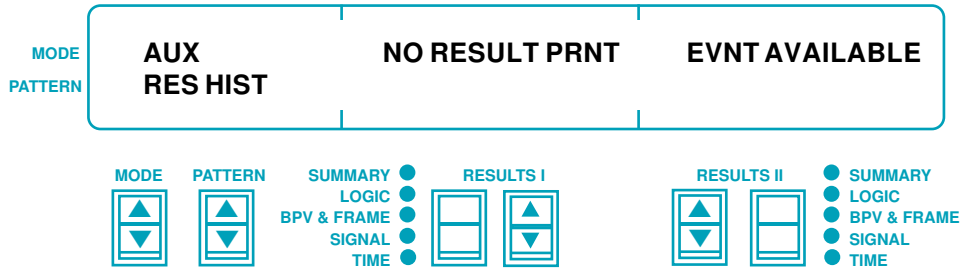 MODE
PATTERN
AUX
RES HIST
NO RESULT PRNT
EVNT AVAILABLE
MODE
PATTERN
SUMMARY
LOGIC
BPV & FRAME
SIGNAL
TIME
RESULTS I
RESULTS II
SUMMARY
LOGIC
BPV & FRAME
SIGNAL
TIME